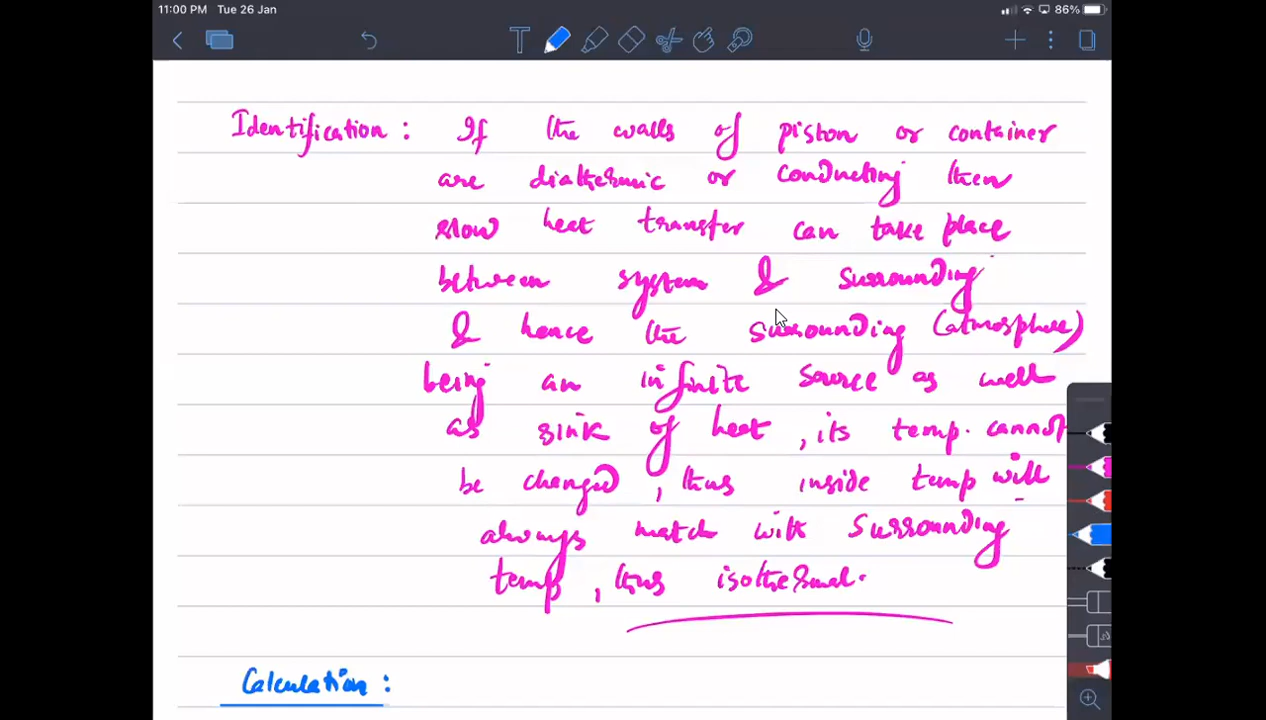 11:00 PM Tue 26 Jan
86%
Identification : If the walls of piston or container
are diathermic or conducting then
slow heat transfer can take place
between system & surrounding
& hence the surrounding (atmosphere)
being an infinite source as well
as sink of heat , its temp. cannot
be changed , thus inside temp will
always match with surrounding
temp , thus isothermal.
Calculation :